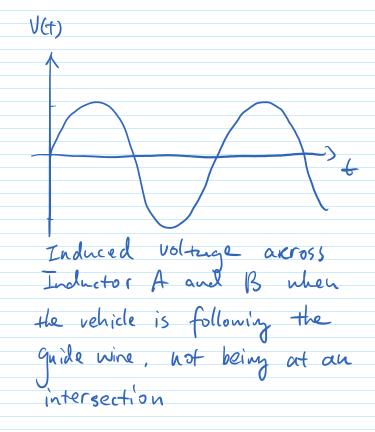 V(t)
t
Induced voltage across
Inductor A and B when
the vehicle is following the
guide wire, not being at an
intersection